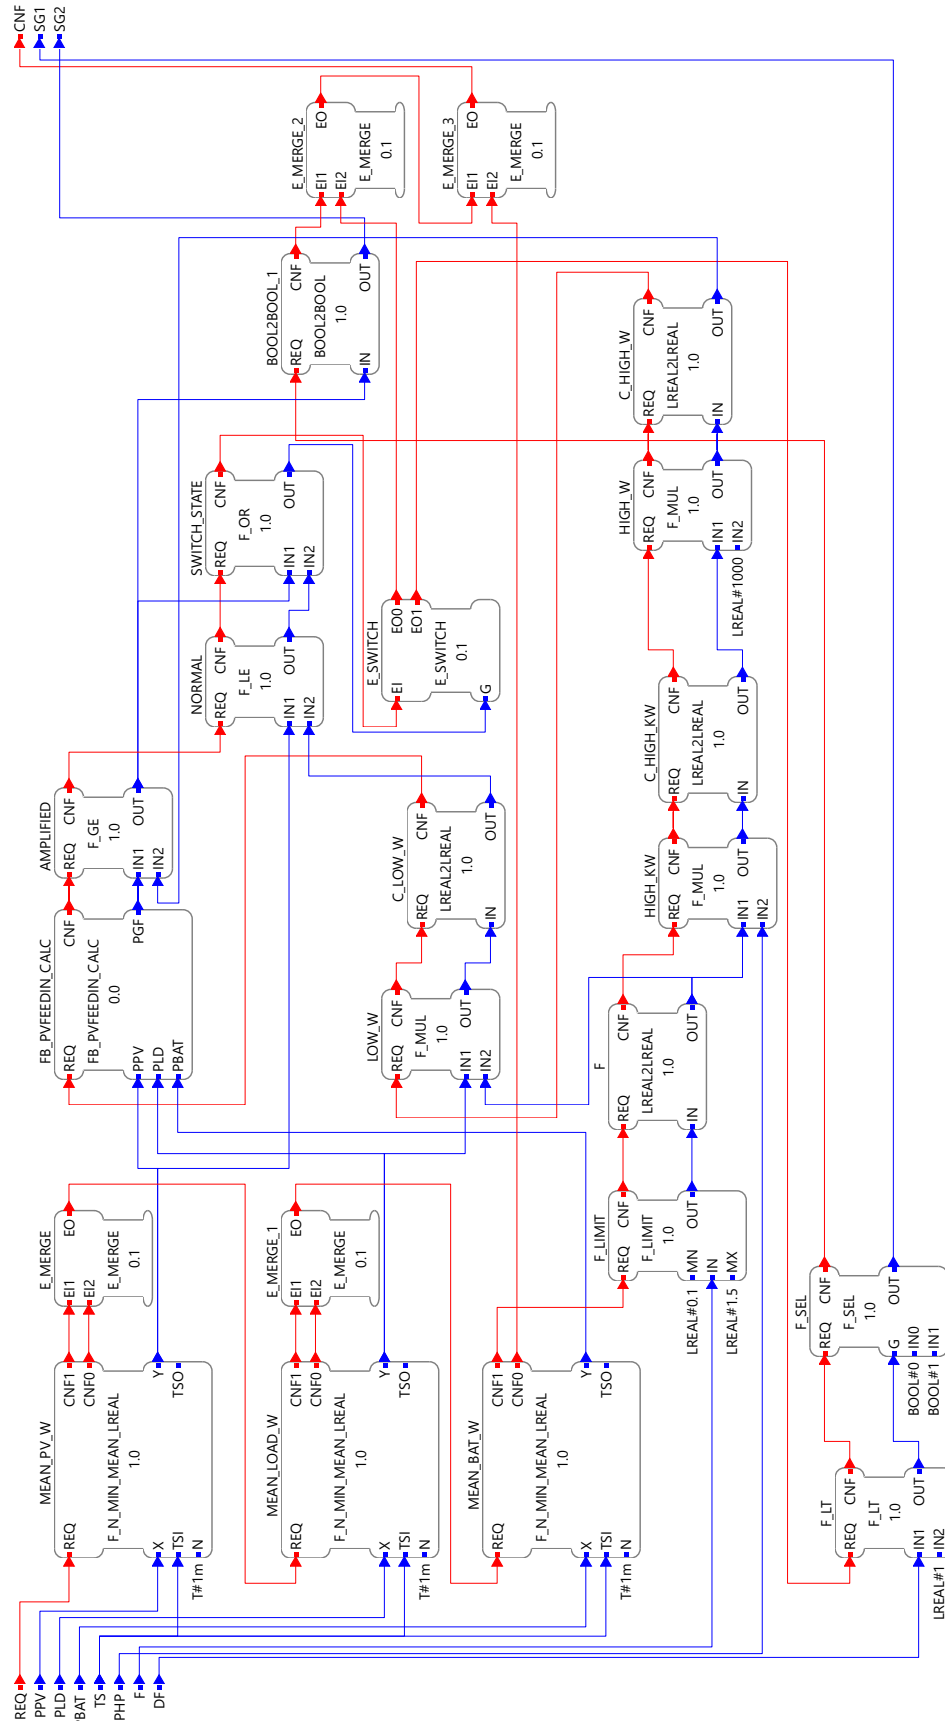 REQ
PPV
PLD
BAT
TS
PHP
F
DF
MEAN_PV_W
REQ
CNF1
CNF0
F_N_MIN_MEAN_LREAL
1.0
X
Y
TSI
TSO
T#1m
N
E_MERGE
EI1
EO
EI2
E_MERGE
0.1
MEAN_LOAD_W
REQ
CNF1
CNF0
F_N_MIN_MEAN_LREAL
1.0
X
Y
TSI
TSO
T#1m
N
E_MERGE_1
EI1
EO
EI2
E_MERGE
0.1
MEAN_BAT_W
REQ
CNF1
CNF0
F_N_MIN_MEAN_LREAL
1.0
X
Y
TSI
TSO
T#1m
N
F_LIMIT
REQ
CNF
F_LIMIT
1.0
LREAL#0.1
MN
OUT
IN
LREAL#1.5
MX
F
REQ
CNF
LREAL2LREAL
1.0
IN
OUT
FB_PVFEEDIN_CALC
REQ
CNF
FB_PVFEEDIN_CALC
0.0
PPV
PGF
PLD
PBAT
AMPLIFIED
REQ
CNF
F_GE
1.0
IN1
OUT
IN2
LOW_W
REQ
CNF
F_MUL
1.0
IN1
OUT
IN2
C_LOW_W
REQ
CNF
LREAL2LREAL
1.0
IN
OUT
HIGH_KW
REQ
CNF
F_MUL
1.0
IN1
OUT
IN2
C_HIGH_KW
REQ
CNF
LREAL2LREAL
1.0
IN
OUT
NORMAL
REQ
CNF
F_LE
1.0
IN1
OUT
IN2
SWITCH_STATE
REQ
CNF
F_OR
1.0
IN1
OUT
IN2
E_SWITCH
EI
EO0
EO1
E_SWITCH
0.1
G
HIGH_W
REQ
CNF
F_MUL
1.0
IN1
OUT
LREAL#1000
IN2
C_HIGH_W
REQ
CNF
LREAL2LREAL
1.0
IN
OUT
BOOL2BOOL_1
REQ
CNF
BOOL2BOOL
1.0
IN
OUT
E_MERGE_2
EI1
EO
EI2
E_MERGE
0.1
E_MERGE_3
EI1
EO
EI2
E_MERGE
0.1
F_LT
REQ
CNF
F_LT
1.0
IN1
OUT
LREAL#1
IN2
F_SEL
REQ
CNF
F_SEL
1.0
G
OUT
BOOL#0
IN0
BOOL#1
IN1
CNF
SG1
SG2